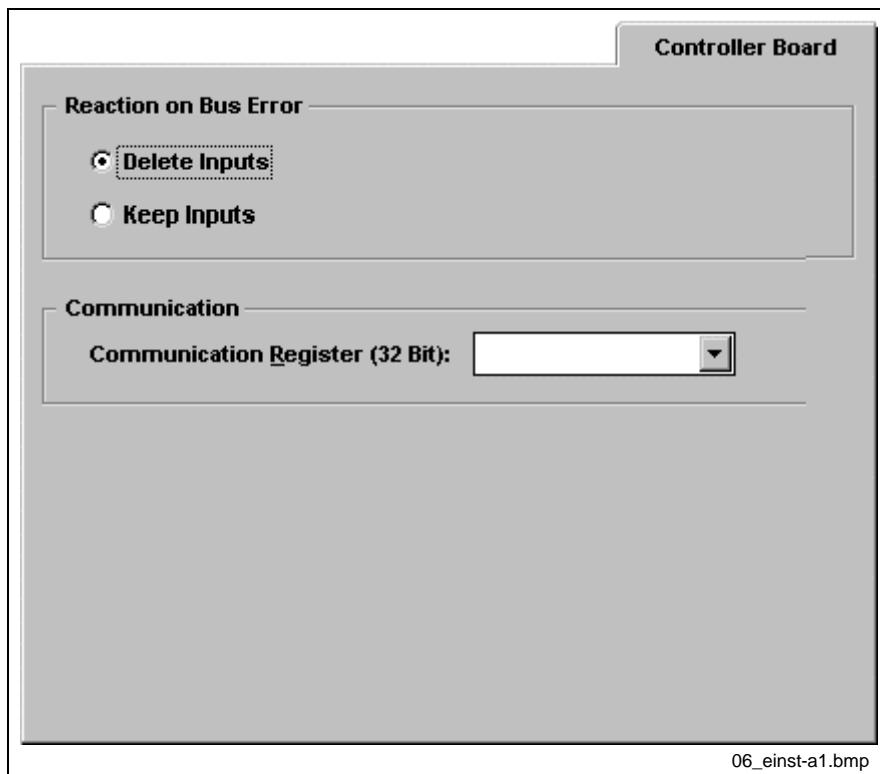 Controller Board
Reaction on Bus Error
Delete Inputs
Keep Inputs
Communication
Communication Register (32 Bit):
06_einst-a1.bmp